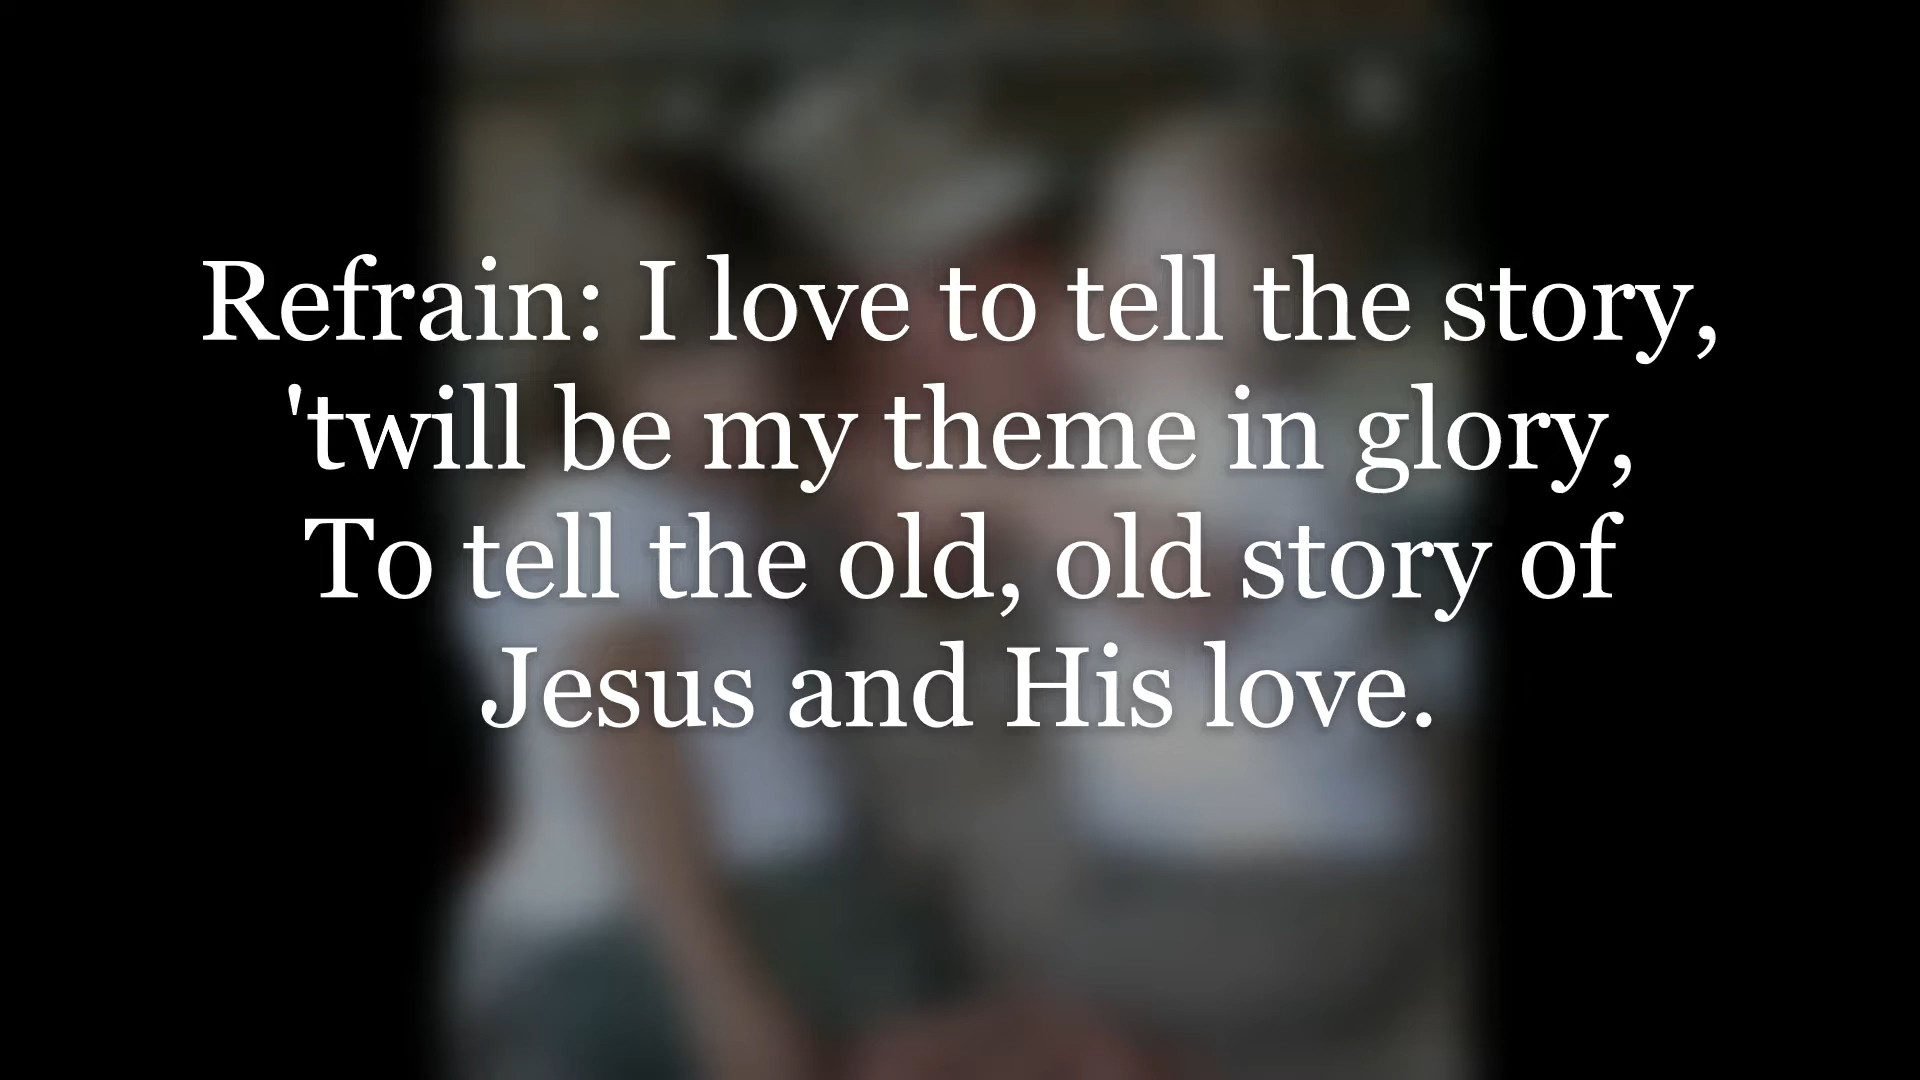 Refrain: I love to tell the story,
'twill be my theme in glory,
To tell the old, old story of
Jesus and His love.